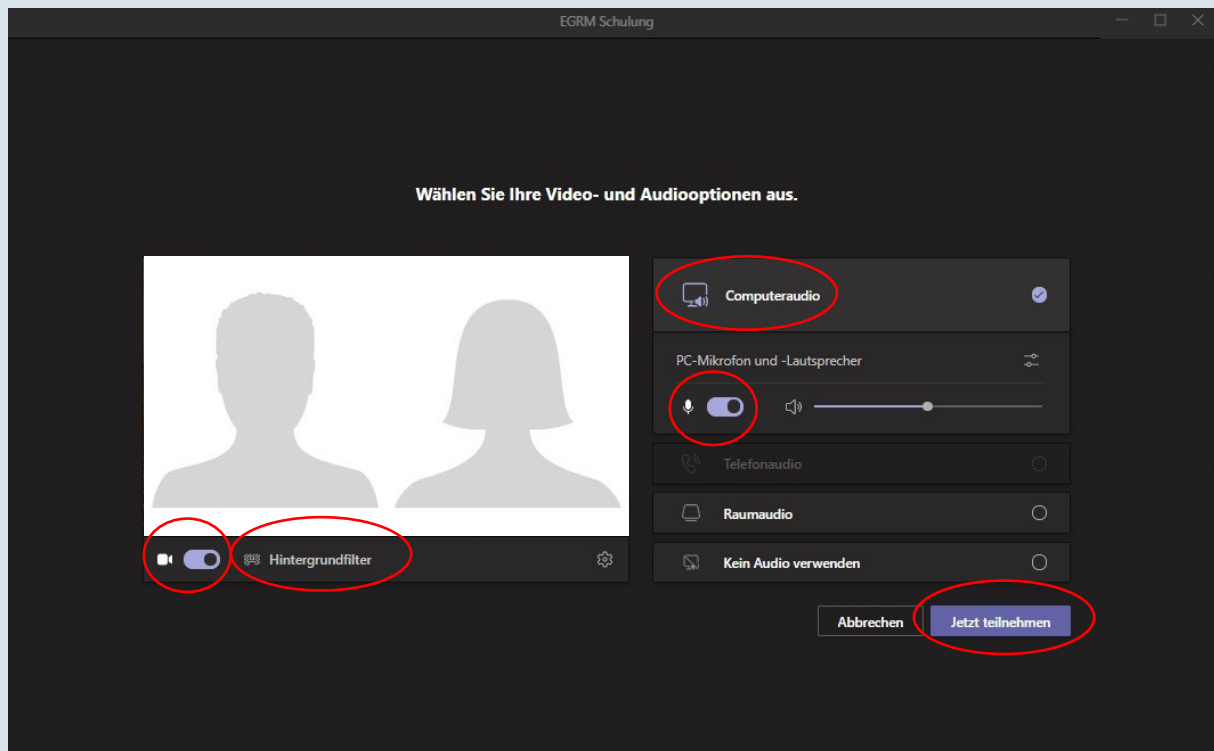 EGRM Schulung
Wählen Sie Ihre Video- und Audiooptionen aus.
Computeraudio
PC-Mikrofon und -Lautsprecher
Telefonaudio
Raumaudio
Hintergrundfilter
Kein Audio verwenden
Abbrechen
Jetzt teilnehmen